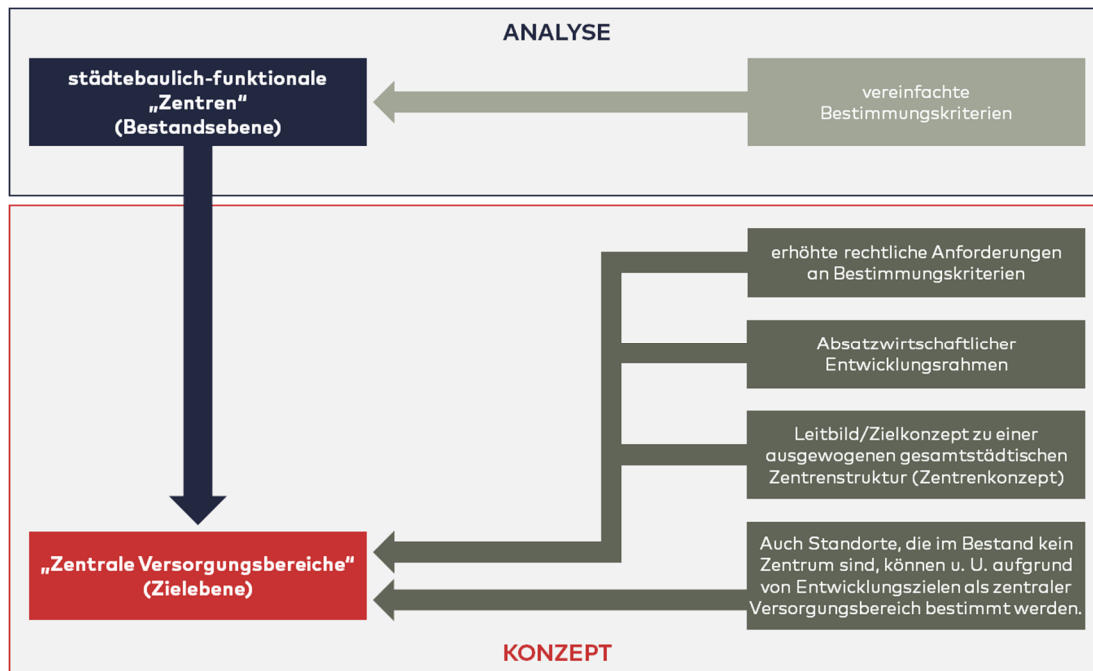 ANALYSE
städtebaulich-funktionale
„Zentren“
(Bestandsebene)
vereinfachte
Bestimmungskriterien
erhöhte rechtliche Anforderungen
an Bestimmungskriterien
Absatzwirtschaftlicher
Entwicklungsrahmen
Leitbild/Zielkonzept zu einer
ausgewogenen gesamtstädtischen
Zentrenstruktur (Zentrenkonzept)
„Zentrale Versorgungsbereiche“
(Zielebene)
Auch Standorte, die im Bestand kein
Zentrum sind, können u. U. aufgrund
von Entwicklungszielen als zentraler
Versorgungsbereich bestimmt werden.
KONZEPT